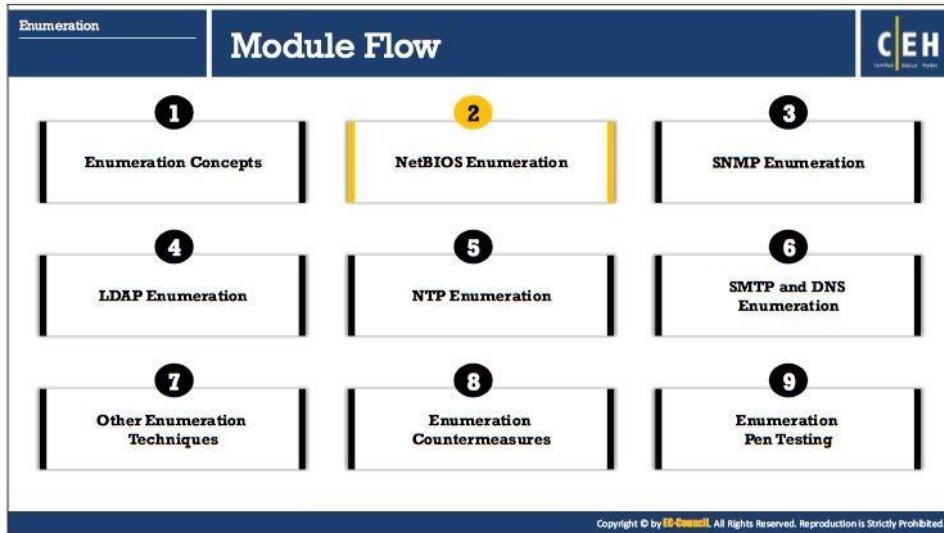 Enumeration
Module Flow
C|EH
1
Enumeration Concepts
2
NetBIOS Enumeration
3
SNMP Enumeration
4
LDAP Enumeration
5
NTP Enumeration
6
SMTP and DNS
Enumeration
7
Other Enumeration
Techniques
8
Enumeration
Countermeasures
9
Enumeration
Pen Testing
Copyright © by EC-Council. All Rights Reserved. Reproduction is Strictly Prohibited.